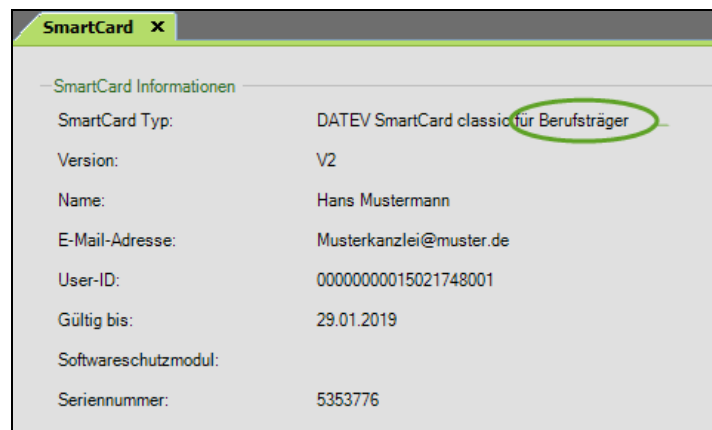 SmartCard X
SmartCard Informationen
SmartCard Typ: DATEV SmartCard classic für Berufsträger
Version: V2
Name: Hans Mustermann
E-Mail-Adresse: Musterkanzlei@muster.de
User-ID: 00000000015021748001
Gültig bis: 29.01.2019
Softwareschutzmodul:
Seriennummer: 5353776